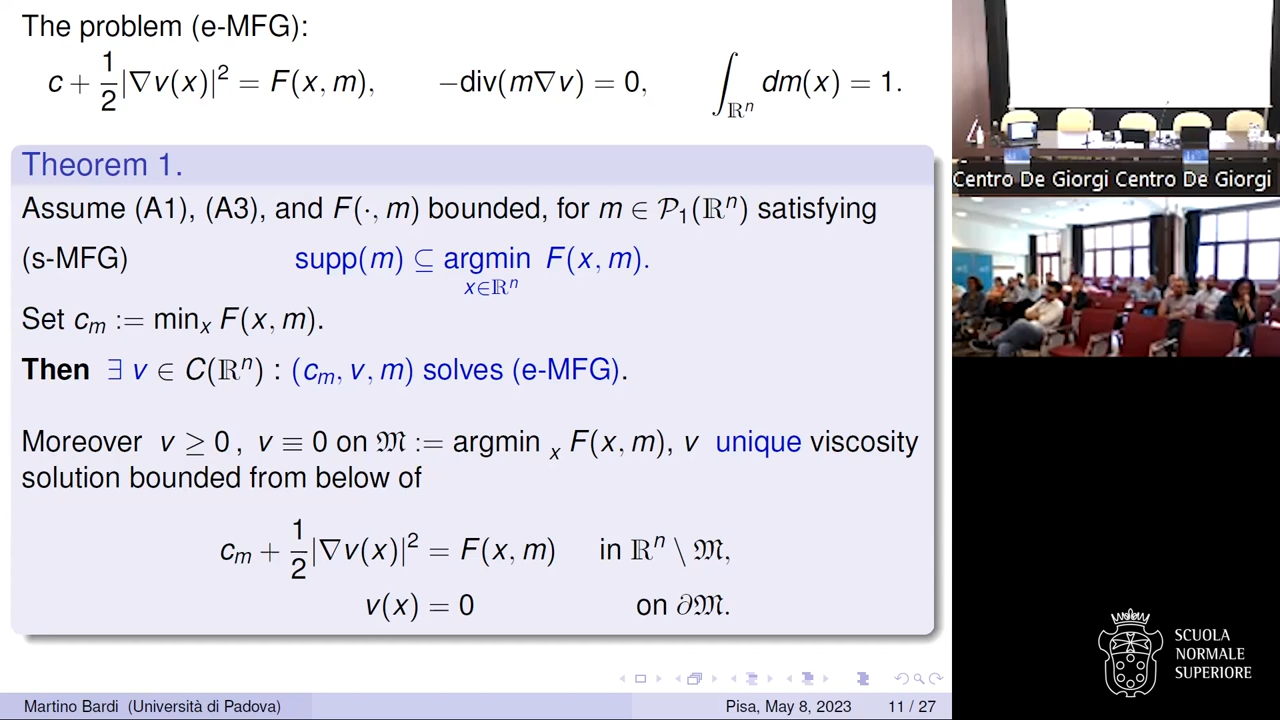 The problem (e-MFG):
c + 1/2|∇v(x)|² = F(x, m), −div(m∇v) = 0, ∫_{ℝⁿ} dm(x) = 1.
Theorem 1.
Assume (A1), (A3), and F(·, m) bounded, for m ∈ 𝒫₁(ℝⁿ) satisfying
(s-MFG) supp(m) ⊆ argmin_{x∈ℝⁿ} F(x, m).
Set c_m := min_x F(x, m).
Then ∃ v ∈ C(ℝⁿ) : (c_m, v, m) solves (e-MFG).
Moreover v ≥ 0 , v ≡ 0 on 𝔐 := argmin _x F(x, m), v unique viscosity
solution bounded from below of
c_m + 1/2|∇v(x)|² = F(x, m) in ℝⁿ \ 𝔐,
v(x) = 0 on ∂𝔐.
Martino Bardi (Università di Padova) Pisa, May 8, 2023 11 / 27
Centro De Giorgi Centro De Giorgi
SCUOLA
NORMALE
SUPERIORE